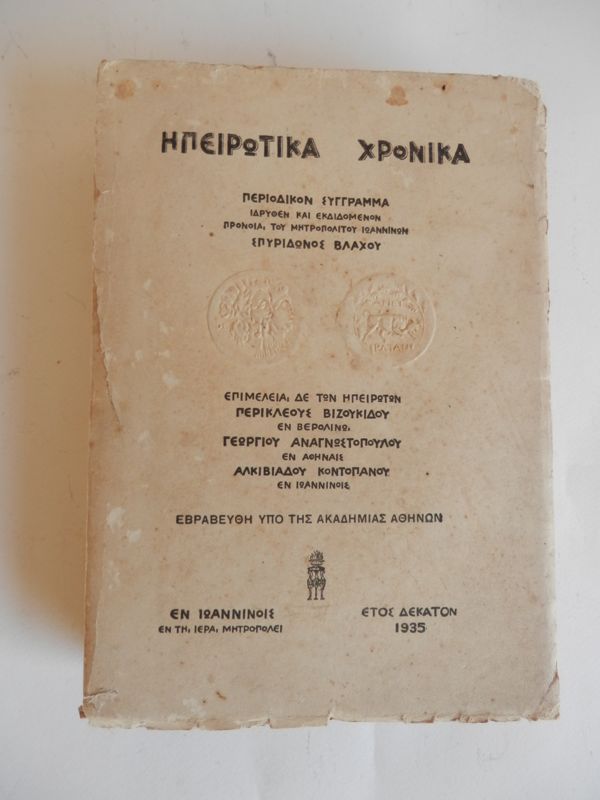 ΗΠΕΙΡΩΤΙΚΑ ΧΡΟΝΙΚΑ
ΠΕΡΙΟΔΙΚΟΝ ΣΥΓΓΡΑΜΜΑ
ΙΔΡΥΘΕΝ ΚΑΙ ΕΚΔΙΔΟΜΕΝΟΝ
ΠΡΟΝΟΙΑ, ΤΟΥ ΜΗΤΡΟΠΟΛΙΤΟΥ ΙΩΑΝΝΙΝΩΝ
ΣΠΥΡΙΔΩΝΟΣ ΒΛΑΧΟΥ
ΕΠΙΜΕΛΕΙΑ, ΔΕ ΤΩΝ ΗΠΕΙΡΩΤΩΝ
ΠΕΡΙΚΛΕΟΥΣ ΒΙΖΟΥΚΙΔΟΥ
ΕΝ ΒΕΡΟΛΙΝΩ,
ΓΕΩΡΓΙΟΥ ΑΝΑΓΝΩΣΤΟΠΟΥΛΟΥ
ΕΝ ΑΘΗΝΑΙΣ
ΑΛΚΙΒΙΑΔΟΥ ΚΟΝΤΟΠΑΝΟΥ
ΕΝ ΙΩΑΝΝΙΝΟΙΣ
ΕΒΡΑΒΕΥΘΗ ΥΠΟ ΤΗΣ ΑΚΑΔΗΜΙΑΣ ΑΘΗΝΩΝ
ΕΝ ΙΩΑΝΝΙΝΟΙΣ ΕΤΟΣ ΔΕΚΑΤΟΝ
ΕΝ ΤΗ, ΙΕΡΑ, ΜΗΤΡΟΠΟΛΕΙ 1935